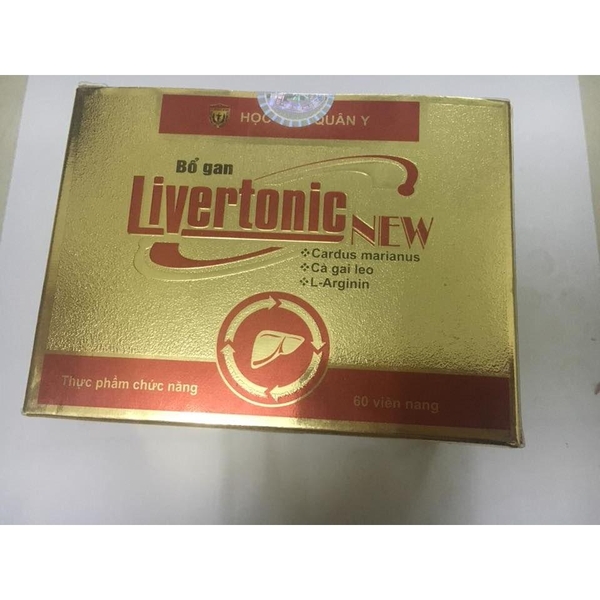 HỌC QUÂN Y
Bổ gan
Livertonic
NEW
Cardus marianus
Cà gai leo
L-Arginin
Thực phẩm chức năng
60 viên nang